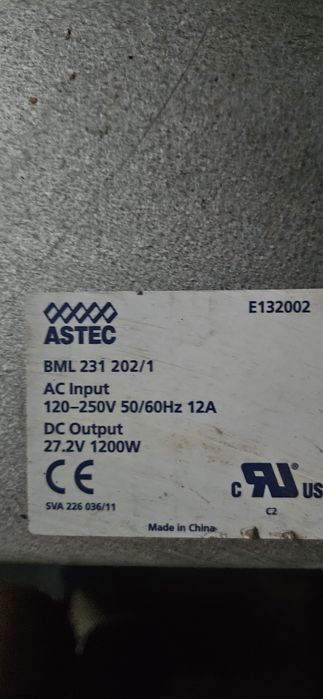 E132002
ASTEC
BML 231 202/1
AC Input
120–250V 50/60Hz 12A
DC Output
27.2V 1200W
CE
SVA 226 036/11
c RU® US
C2
Made in China